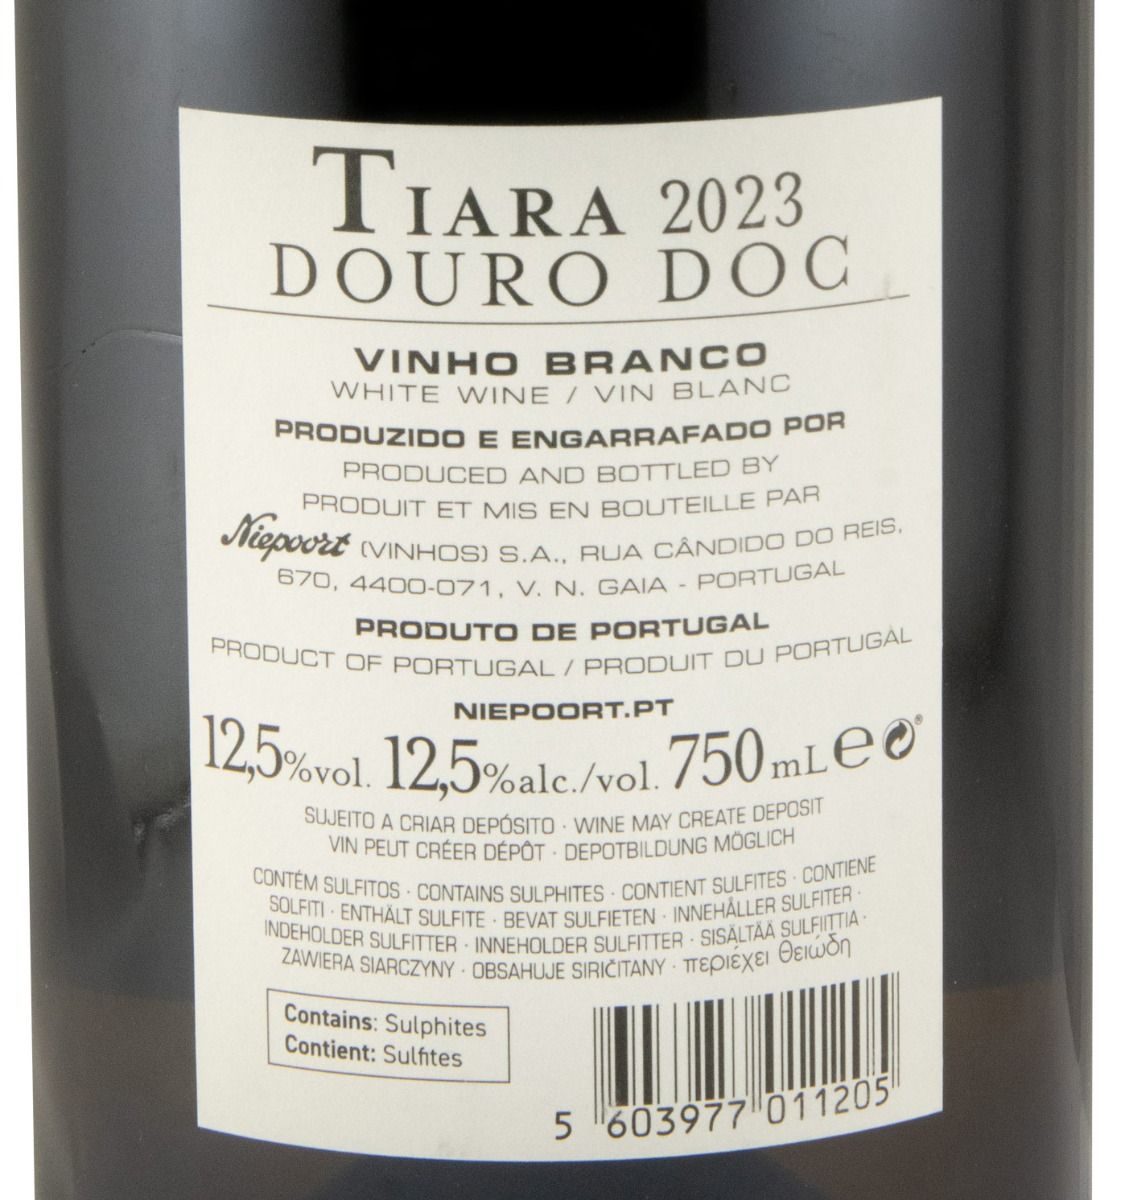 TIARA 2023
DOURO DOC
VINHO BRANCO
WHITE WINE / VIN BLANC
PRODUZIDO E ENGARRAFADO POR
PRODUCED AND BOTTLED BY
PRODUIT ET MIS EN BOUTEILLE PAR
Niepoort (VINHOS) S.A., RUA CÂNDIDO DO REIS,
670, 4400-071, V. N. GAIA - PORTUGAL
PRODUTO DE PORTUGAL
PRODUCT OF PORTUGAL / PRODUIT DU PORTUGAL
NIEPOORT.PT
12,5%vol. 12,5%alc./vol. 750 mL ℮ ®
SUJEITO A CRIAR DEPÓSITO · WINE MAY CREATE DEPOSIT
VIN PEUT CRÉER DÉPÔT · DEPOTBILDUNG MÖGLICH
CONTÉM SULFITOS · CONTAINS SULPHITES · CONTIENT SULFITES · CONTIENE
SOLFITI · ENTHÄLT SULFITE · BEVAT SULFIETEN · INNEHÅLLER SULFITER ·
INDEHOLDER SULFITTER · INNEHOLDER SULFITTER · SISÄLTÄÄ SULFIITTIA ·
ZAWIERA SIARCZYNY · OBSAHUJE SIRIČITANY · περιέχει θειώδη
Contains: Sulphites
Contient: Sulfites
5 603977 011205